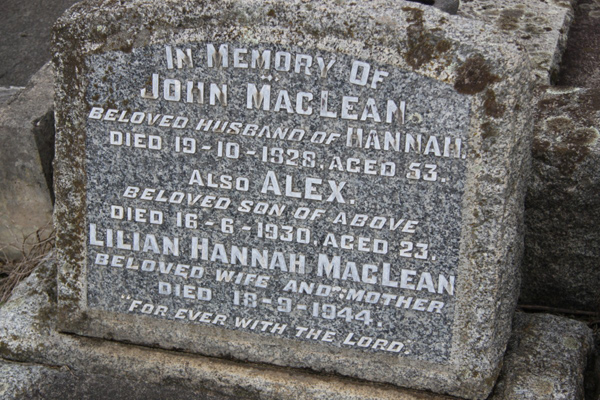 IN MEMORY OF
JOHN MACLEAN.
BELOVED HUSBAND OF HANNAH,
DIED 19-10-1928, AGED 53.
ALSO ALEX.
BELOVED SON OF ABOVE
DIED 16-6-1930, AGED 23.
LILIAN HANNAH MACLEAN
BELOVED WIFE AND MOTHER
DIED 18-9-1944.
"FOR EVER WITH THE LORD."